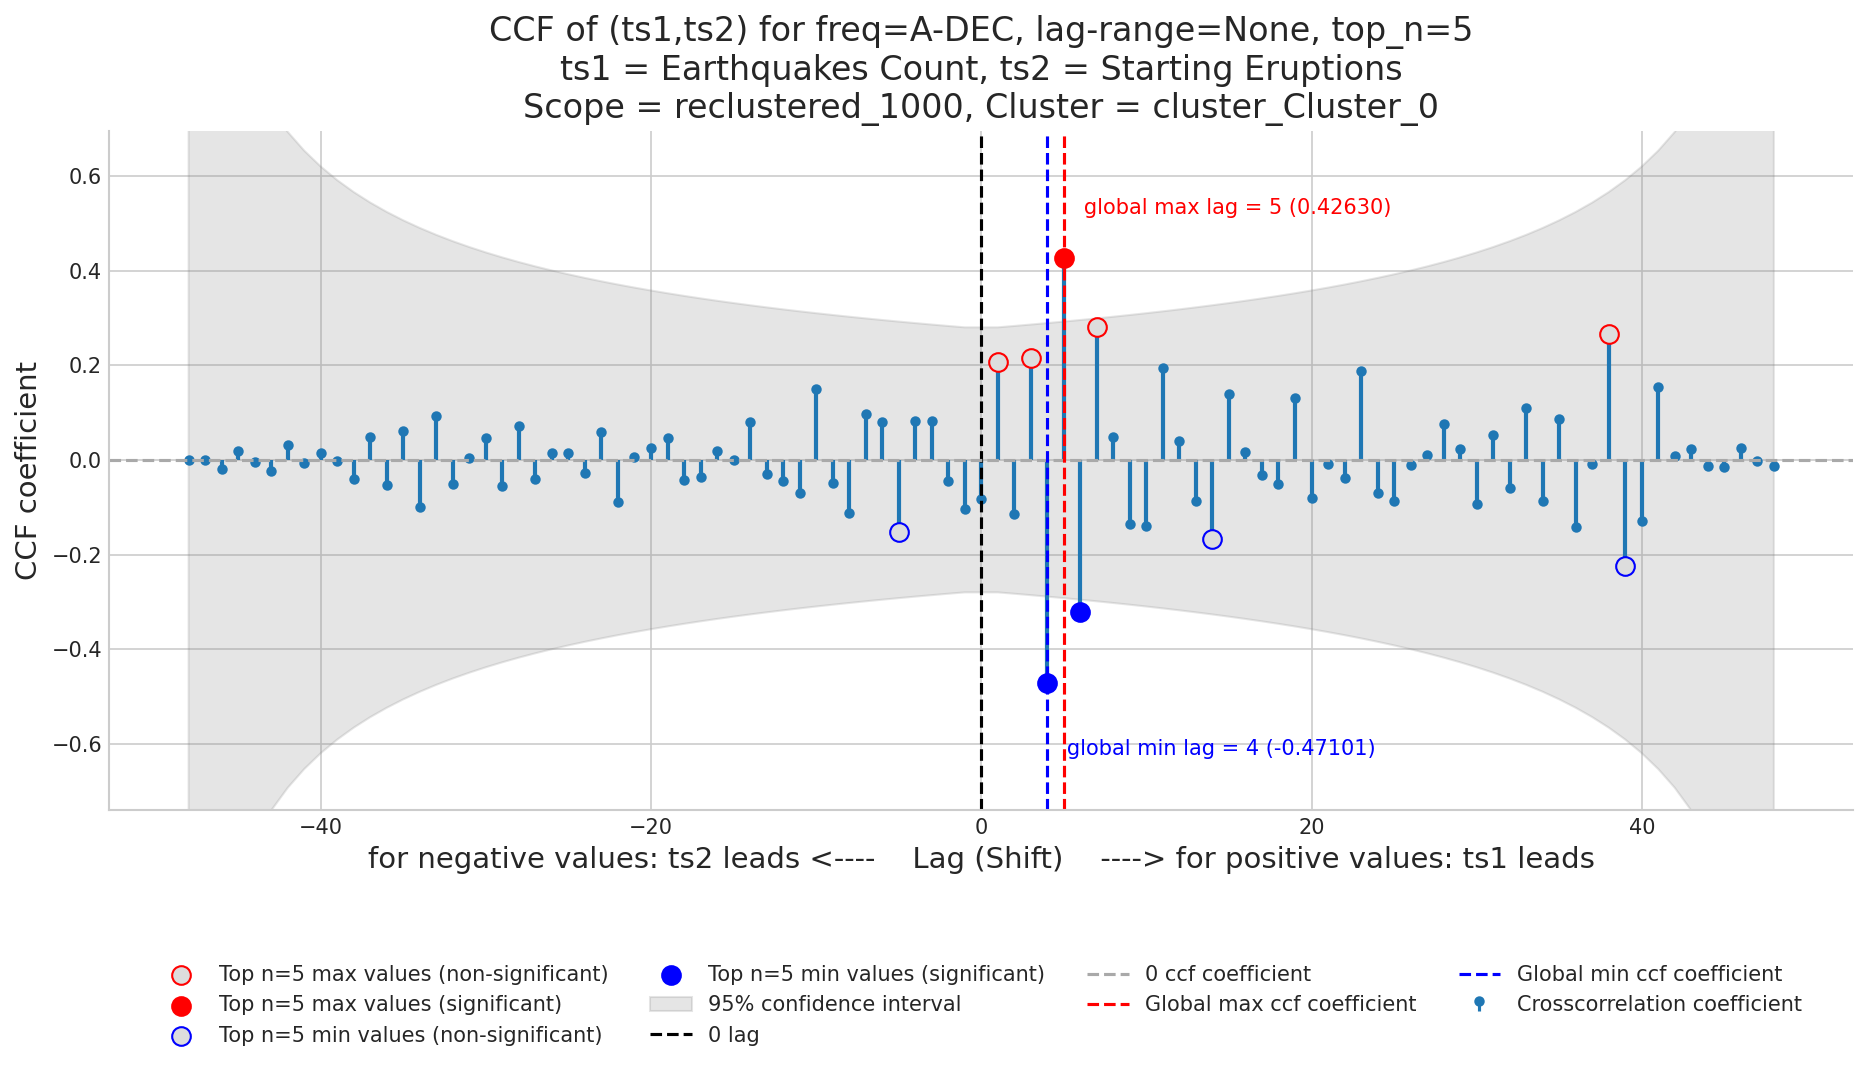 CCF of (ts1,ts2) for freq=A-DEC, lag-range=None, top_n=5
ts1 = Earthquakes Count, ts2 = Starting Eruptions
Scope = reclustered_1000, Cluster = cluster_Cluster_0
CCF coefficient
0.6
0.4
0.2
0.0
−0.2
−0.4
−0.6
global max lag = 5 (0.42630)
global min lag = 4 (-0.47101)
−40
−20
0
20
40
for negative values: ts2 leads <----    Lag (Shift)    ----> for positive values: ts1 leads
Top n=5 max values (non-significant)
Top n=5 max values (significant)
Top n=5 min values (non-significant)
Top n=5 min values (significant)
95% confidence interval
0 lag
0 ccf coefficient
Global max ccf coefficient
Global min ccf coefficient
Crosscorrelation coefficient